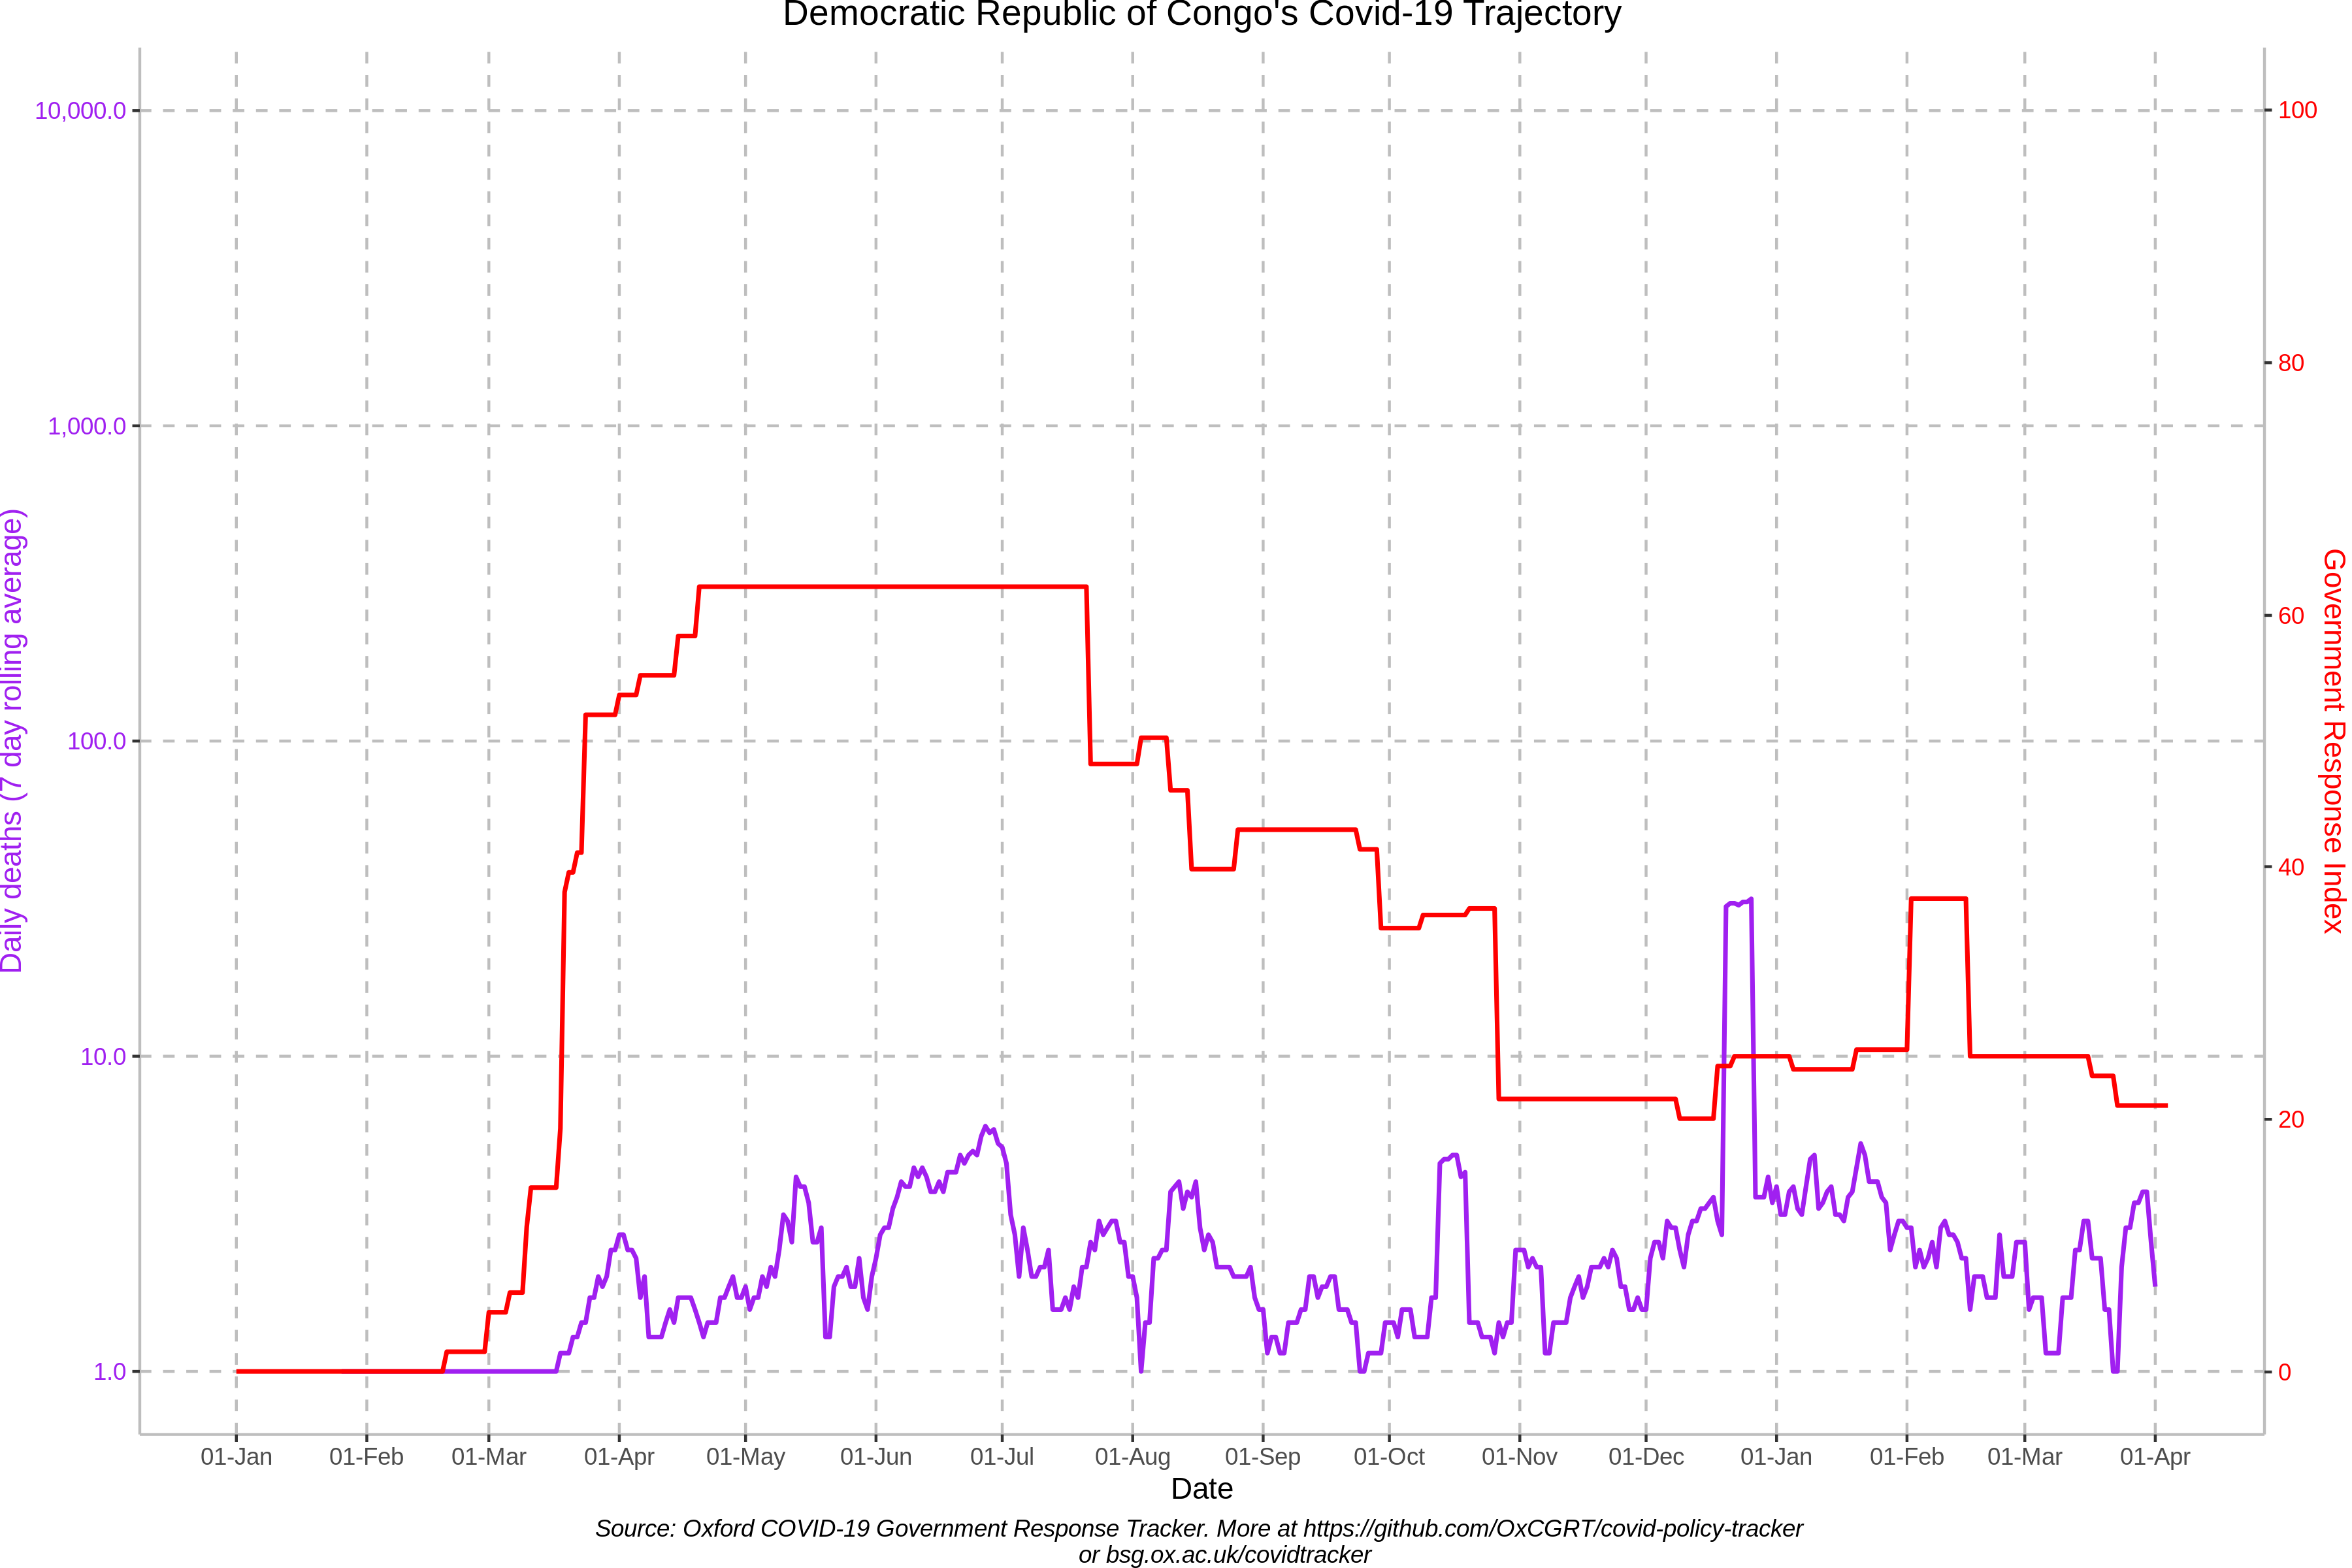 Democratic Republic of Congo's Covid-19 Trajectory
Daily deaths (7 day rolling average)
10,000.0
1,000.0
100.0
10.0
1.0
100
80
60
40
20
0
Government Response Index
01-Jan 01-Feb 01-Mar 01-Apr 01-May 01-Jun 01-Jul 01-Aug 01-Sep 01-Oct 01-Nov 01-Dec 01-Jan 01-Feb 01-Mar 01-Apr
Date
Source: Oxford COVID-19 Government Response Tracker. More at https://github.com/OxCGRT/covid-policy-tracker
or bsg.ox.ac.uk/covidtracker